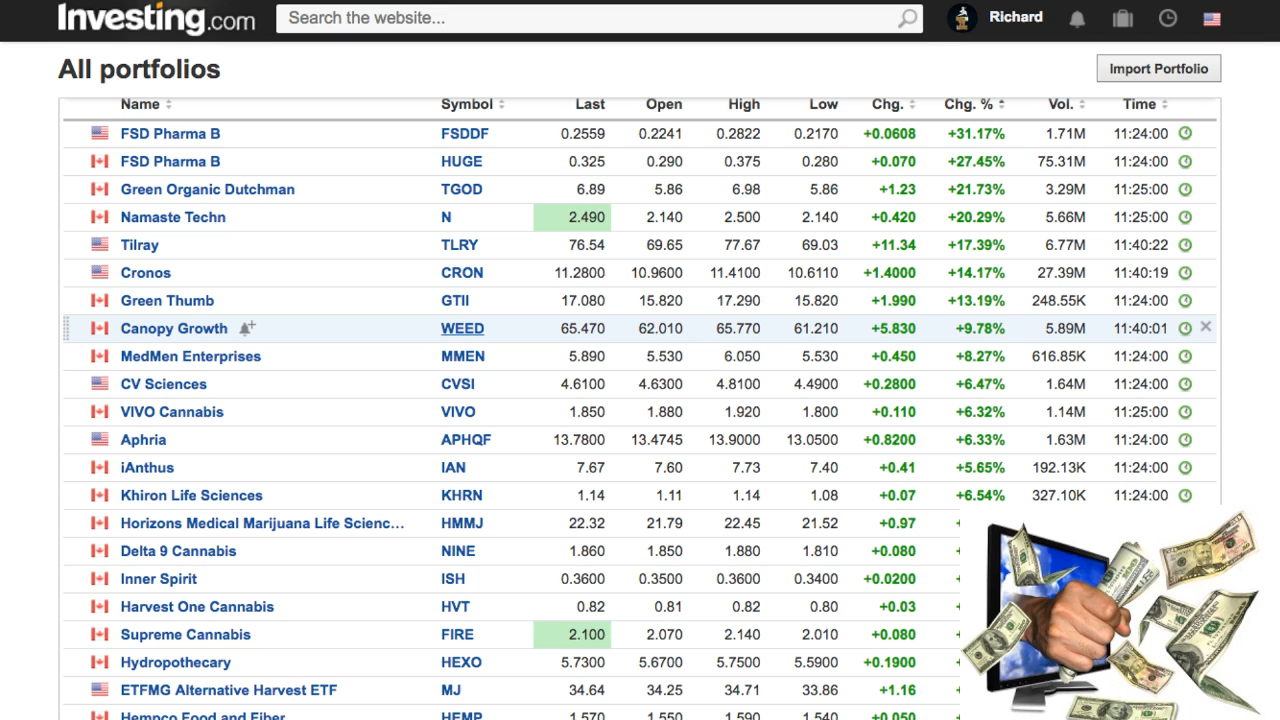 Investing.com Search the website... Richard
All portfolios Import Portfolio
Name Symbol Last Open High Low Chg. Chg. % Vol. Time
FSD Pharma B FSDDF 0.2559 0.2241 0.2822 0.2170 +0.0608 +31.17% 1.71M 11:24:00
FSD Pharma B HUGE 0.325 0.290 0.375 0.280 +0.070 +27.45% 75.31M 11:24:00
Green Organic Dutchman TGOD 6.89 5.86 6.98 5.86 +1.23 +21.73% 3.29M 11:25:00
Namaste Techn N 2.490 2.140 2.500 2.140 +0.420 +20.29% 5.66M 11:25:00
Tilray TLRY 76.54 69.65 77.67 69.03 +11.34 +17.39% 6.77M 11:40:22
Cronos CRON 11.2800 10.9600 11.4100 10.6110 +1.4000 +14.17% 27.39M 11:40:19
Green Thumb GTII 17.080 15.820 17.290 15.820 +1.990 +13.19% 248.55K 11:24:00
Canopy Growth WEED 65.470 62.010 65.770 61.210 +5.830 +9.78% 5.89M 11:40:01
MedMen Enterprises MMEN 5.890 5.530 6.050 5.530 +0.450 +8.27% 616.85K 11:24:00
CV Sciences CVSI 4.6100 4.6300 4.8100 4.4900 +0.2800 +6.47% 1.64M 11:24:00
VIVO Cannabis VIVO 1.850 1.880 1.920 1.800 +0.110 +6.32% 1.14M 11:25:00
Aphria APHQF 13.7800 13.4745 13.9000 13.0500 +0.8200 +6.33% 1.63M 11:24:00
iAnthus IAN 7.67 7.60 7.73 7.40 +0.41 +5.65% 192.13K 11:24:00
Khiron Life Sciences KHRN 1.14 1.11 1.14 1.08 +0.07 +6.54% 327.10K 11:24:00
Horizons Medical Marijuana Life Scienc... HMMJ 22.32 21.79 22.45 21.52 +0.97
Delta 9 Cannabis NINE 1.860 1.850 1.880 1.810 +0.080
Inner Spirit ISH 0.3600 0.3500 0.3600 0.3400 +0.0200
Harvest One Cannabis HVT 0.82 0.81 0.82 0.80 +0.03
Supreme Cannabis FIRE 2.100 2.070 2.140 2.010 +0.080
Hydropothecary HEXO 5.7300 5.6700 5.7500 5.5900 +0.1900
ETFMG Alternative Harvest ETF MJ 34.64 34.25 34.71 33.86 +1.16
Hempco Food and Fiber HEMP 1.570 1.550 1.590 1.540 +0.050